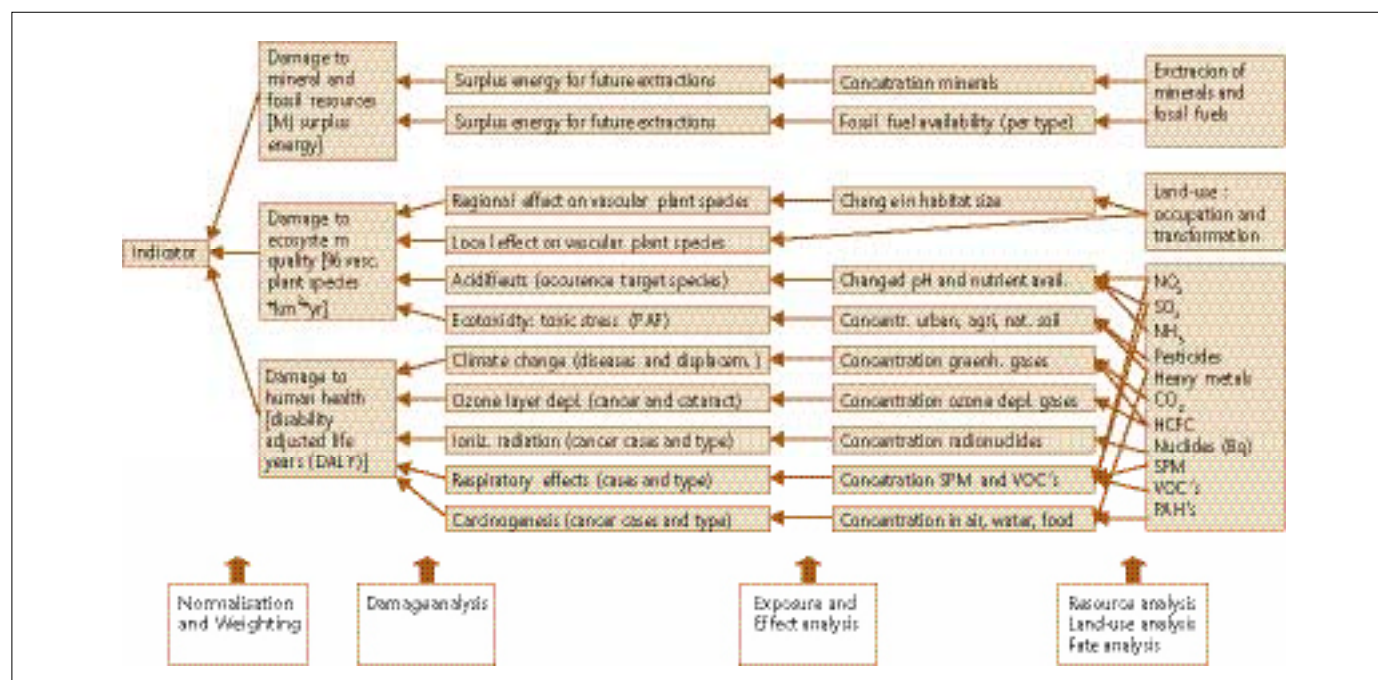 Damage to
mineral and
fossil resources
[MJ surplus
energy]
Surplus energy for future extractions
Concetration minerals
Exctracion of
minerals and
fosial fuels
Surplus energy for future extractions
Fossil fuel availability (per type)
Indicator
Damage to
ecosystem
quality [% vasc.
plant species
*km²*yr]
Regional effect on vascular plant species
Change in habitat size
Land-use :
occupation and
transformation
Local effect on vascular plant species
Acidiffeuts (occurence target species)
Changed pH and nutrient avail.
Ecotoxidty: toxic stress (PAF)
Concentr. urban, agri, nat. soil
Damage to
human health
[disability
adjusted life
years (DALY)]
Climate change (diseases and displacem. )
Concentration greenh. gases
Ozone layer depl. (cancer and cataract)
Concentration ozone depl. gases
Ioniz. radiation (cancer cases and type)
Concentration radionuclides
Respiratory effects (cases and type)
Concetration SPM and VOC's
Carcinogenesis (cancer cases and type)
Concentration in air, water, food
NOₓ
SOₓ
NH₃
Pesticides
Heavy metals
CO₂
HCFC
Nuclides (Bq)
SPM
VOC's
PAH's
Normalisation
and Weighting
Damage analysis
Exposure and
Effect analysis
Resource analysis
Land-use analysis
Fate analysis